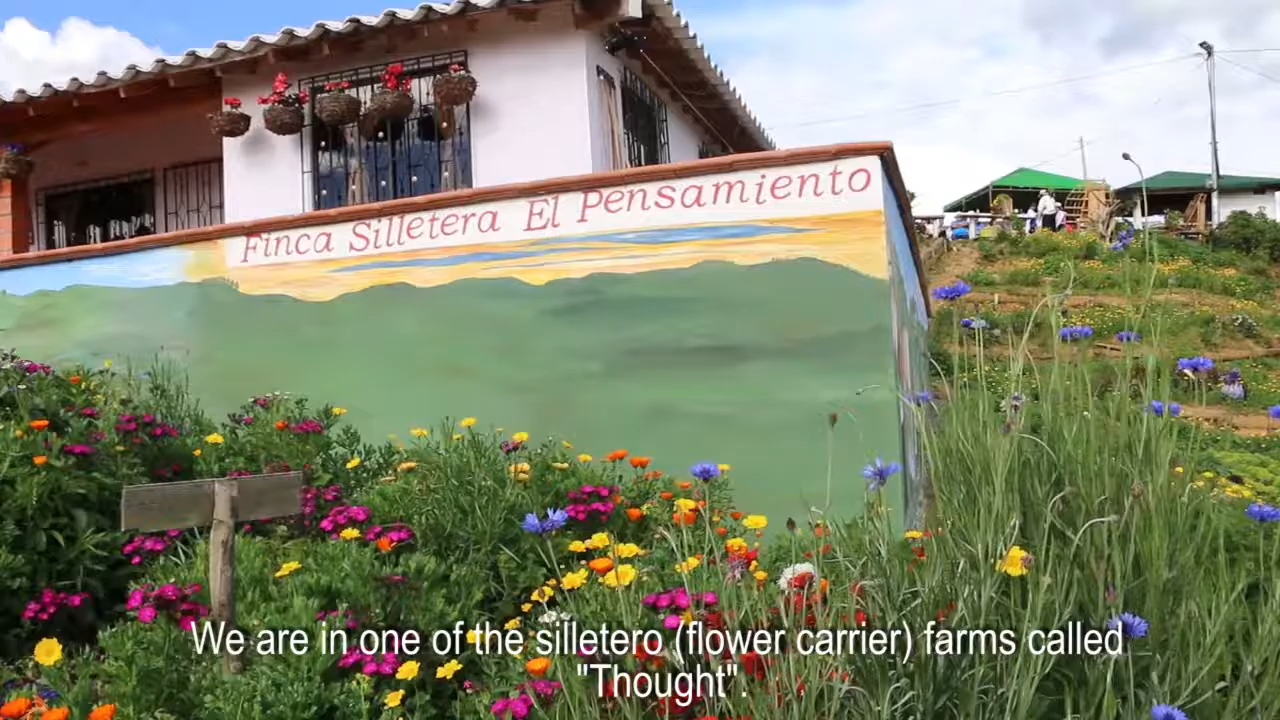 Finca Silletera El Pensamiento
We are in one of the silletero (flower carrier) farms called
"Thought".